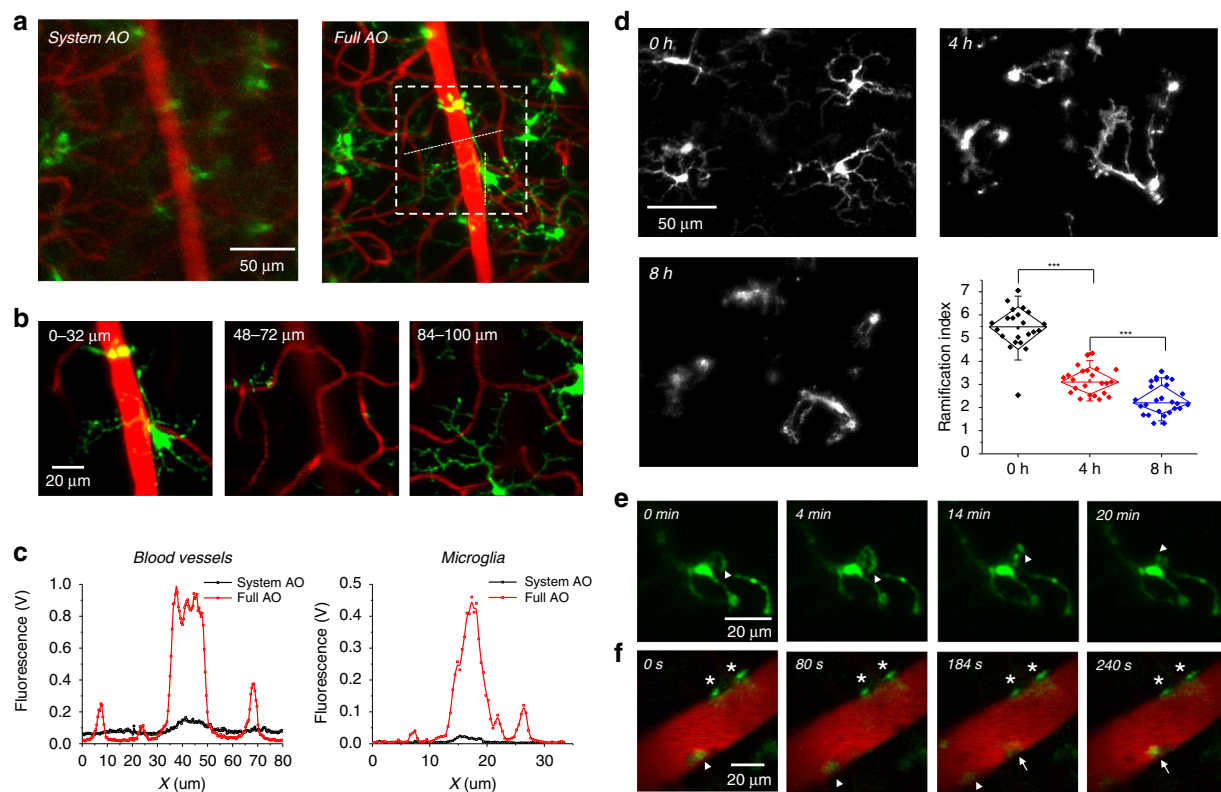 a
System AO
50 μm
Full AO
b
0–32 μm
20 μm
48–72 μm
84–100 μm
c
Blood vessels
System AO
Full AO
Fluorescence (V)
1.0
0.8
0.6
0.4
0.2
0.0
0 10 20 30 40 50 60 70 80
X (um)
Microglia
System AO
Full AO
Fluorescence (V)
0.5
0.4
0.3
0.2
0.1
0.0
0 10 20 30
X (um)
d
0 h
50 μm
4 h
8 h
Ramification index
7
6
5
4
3
2
1
0
***
***
0 h 4 h 8 h
e
0 min
20 μm
4 min
14 min
20 min
f
0 s
* *
20 μm
80 s
* *
184 s
* *
240 s
* *